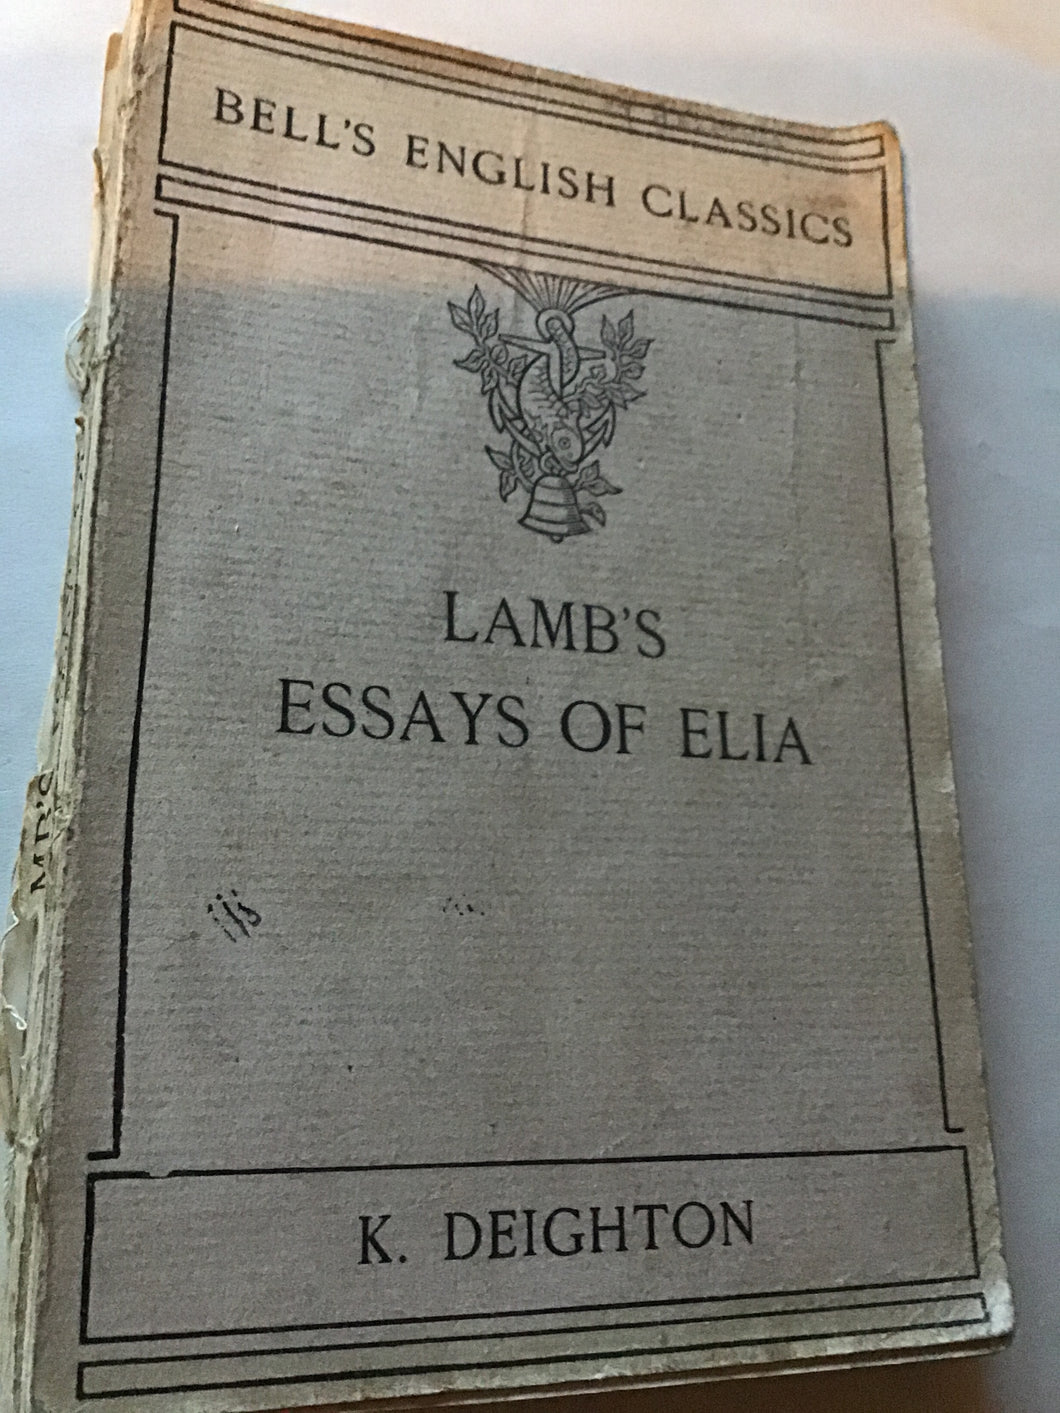 BELL'S ENGLISH CLASSICS
LAMB'S
ESSAYS OF ELIA
K. DEIGHTON